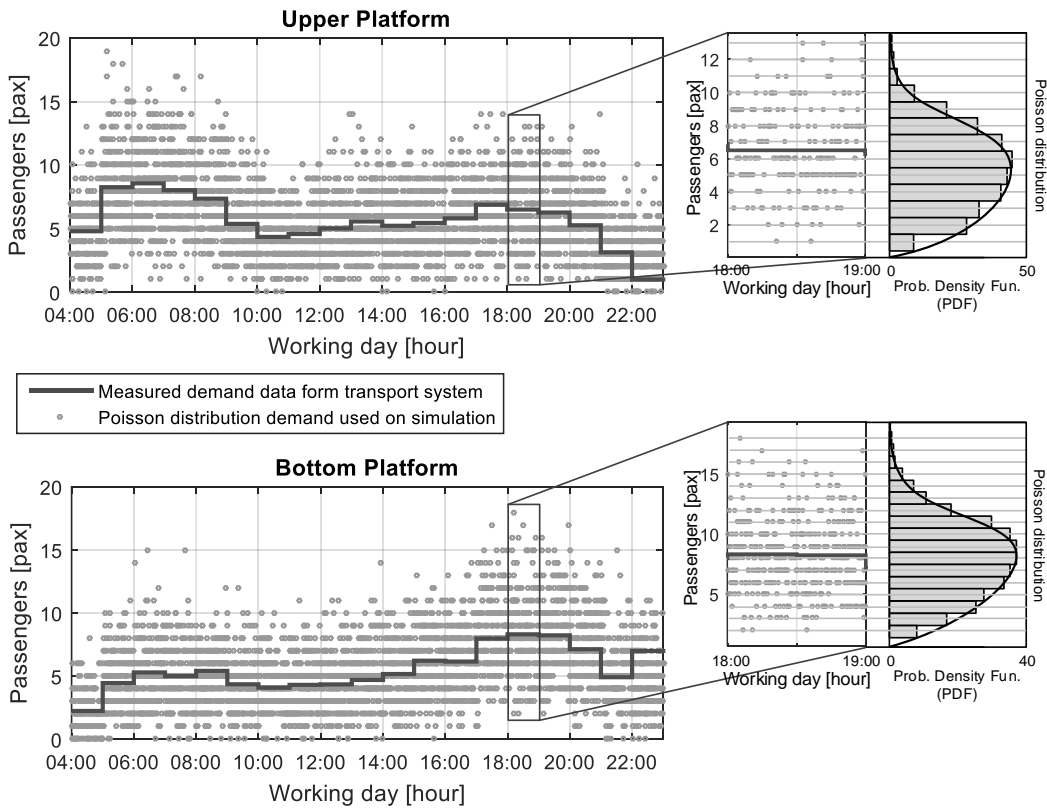 Upper Platform
20
15
10
5
0
Passengers [pax]
04:00 06:00 08:00 10:00 12:00 14:00 16:00 18:00 20:00 22:00
Working day [hour]
12
10
8
6
4
2
Passengers [pax]
18:00 19:00
Working day [hour]
0 50
Prob. Density Fun.
(PDF)
Poisson distribution
Measured demand data form transport system
Poisson distribution demand used on simulation
Bottom Platform
20
15
10
5
0
Passengers [pax]
04:00 06:00 08:00 10:00 12:00 14:00 16:00 18:00 20:00 22:00
Working day [hour]
15
10
5
Passengers [pax]
18:00 19:00
Working day [hour]
0 40
Prob. Density Fun.
(PDF)
Poisson distribution